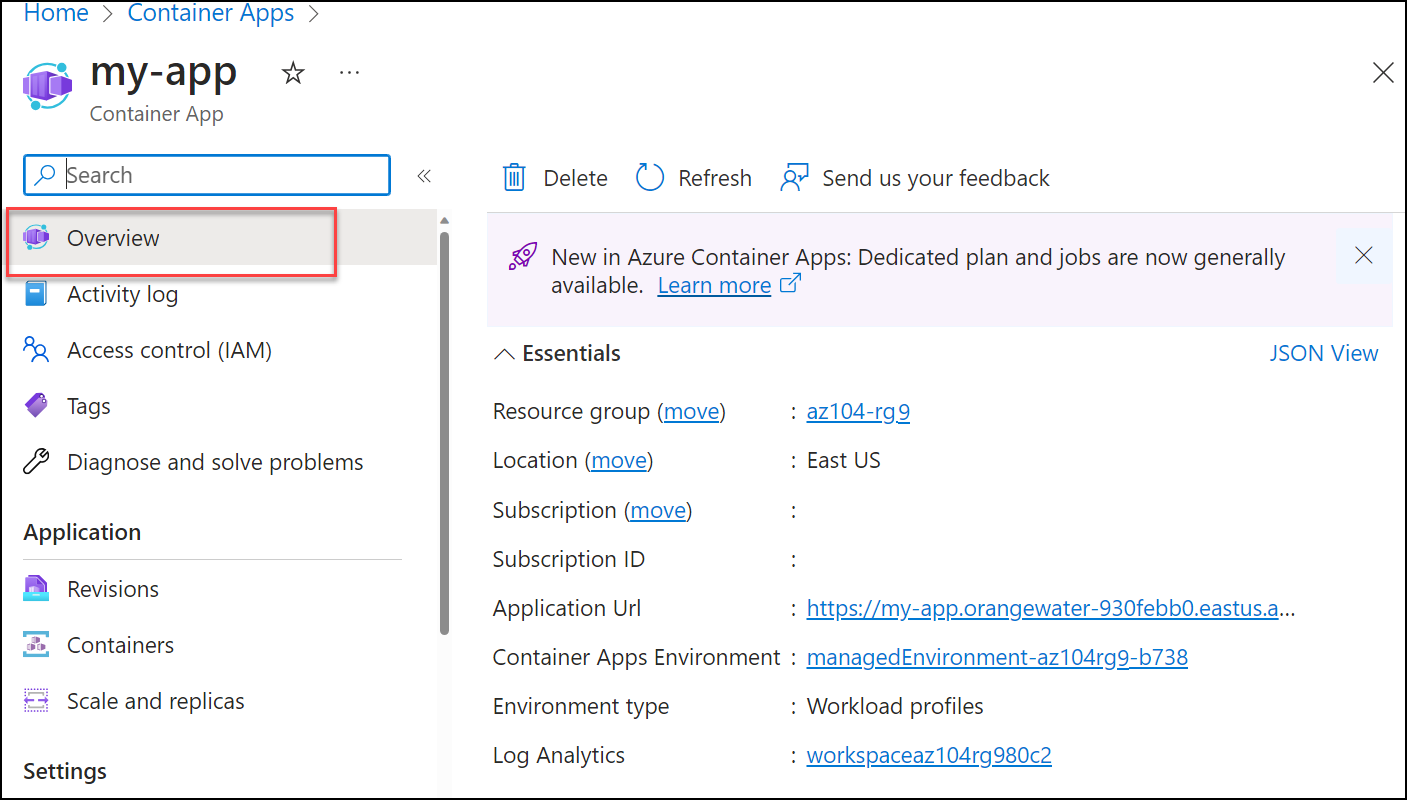 Home > Container Apps >
my-app
Container App
Search
Overview
Activity log
Access control (IAM)
Tags
Diagnose and solve problems
Application
Revisions
Containers
Scale and replicas
Settings
Delete Refresh Send us your feedback
New in Azure Container Apps: Dedicated plan and jobs are now generally
available. Learn more
Essentials JSON View
Resource group (move) : az104-rg9
Location (move) : East US
Subscription (move) :
Subscription ID :
Application Url : https://my-app.orangewater-930febb0.eastus.a...
Container Apps Environment : managedEnvironment-az104rg9-b738
Environment type : Workload profiles
Log Analytics : workspaceaz104rg980c2